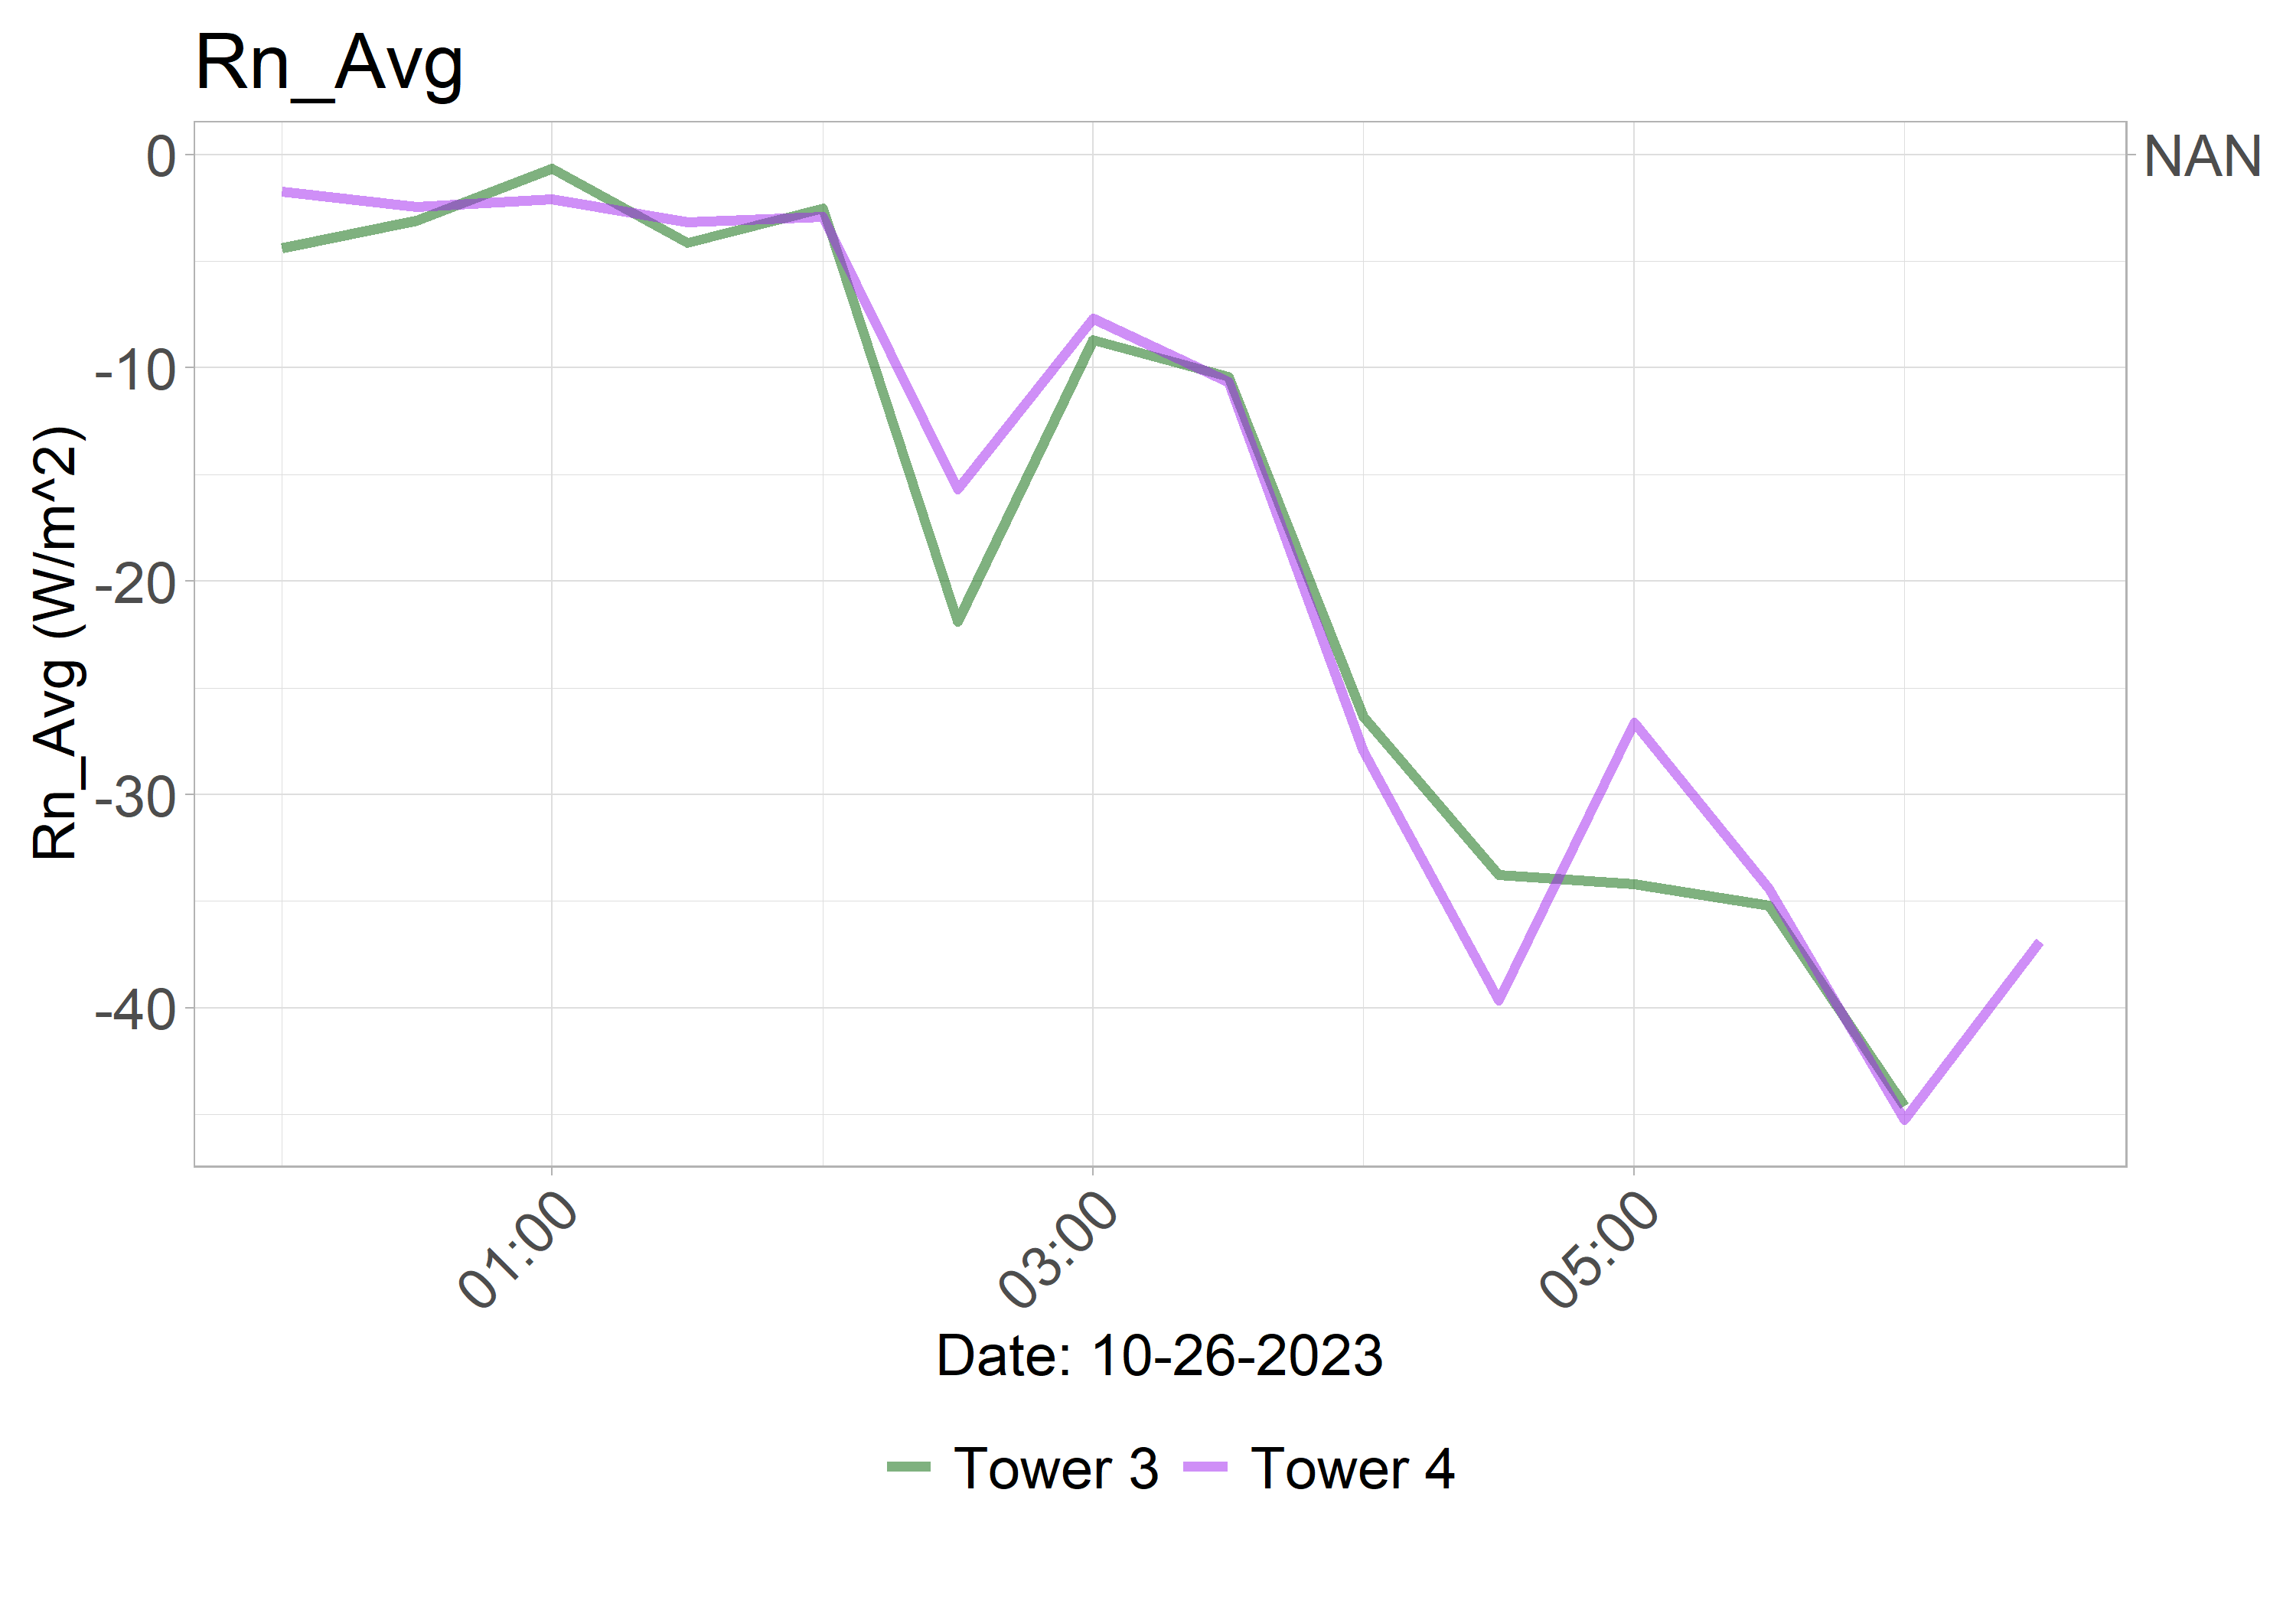 Rn_Avg
0
NAN
-10
-20
-30
-40
Rn_Avg (W/m^2)
01:00
03:00
05:00
Date: 10-26-2023
Tower 3
Tower 4